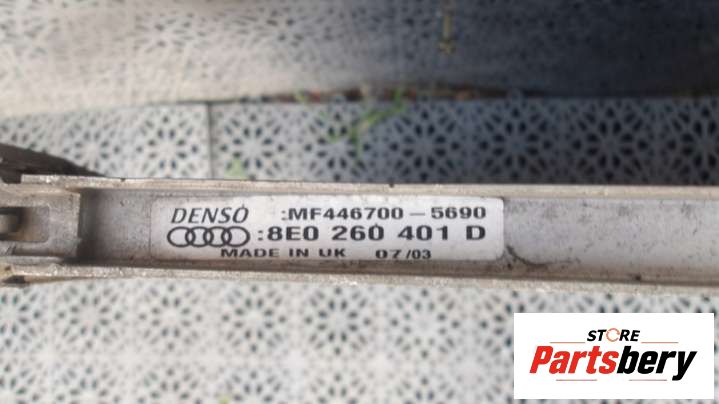 DENSO :MF446700-5690
:8E0 260 401 D
MADE IN UK 07/03
STORE
Partsbery